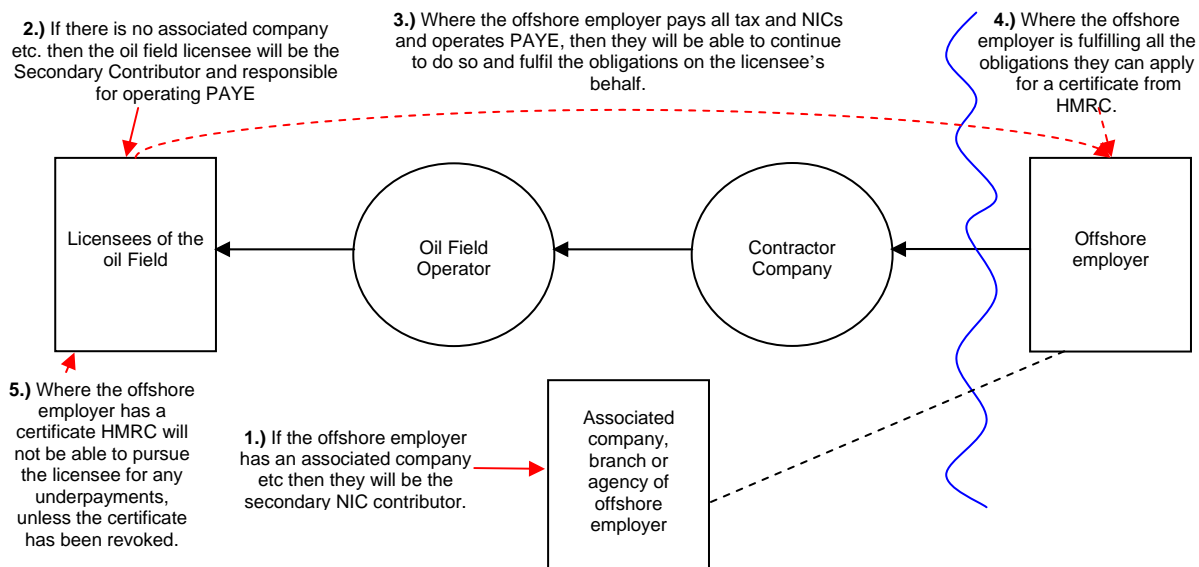 2.) If there is no associated company
etc. then the oil field licensee will be the
Secondary Contributor and responsible
for operating PAYE
3.) Where the offshore employer pays all tax and NICs
and operates PAYE, then they will be able to continue
to do so and fulfil the obligations on the licensee's
behalf.
4.) Where the offshore
employer is fulfilling all the
obligations they can apply
for a certificate from
HMRC.
Licensees of the
oil Field
Oil Field
Operator
Contractor
Company
Offshore
employer
5.) Where the offshore
employer has a
certificate HMRC will
not be able to pursue
the licensee for any
underpayments,
unless the certificate
has been revoked.
1.) If the offshore employer
has an associated company
etc then they will be the
secondary NIC contributor.
Associated
company,
branch or
agency of
offshore
employer